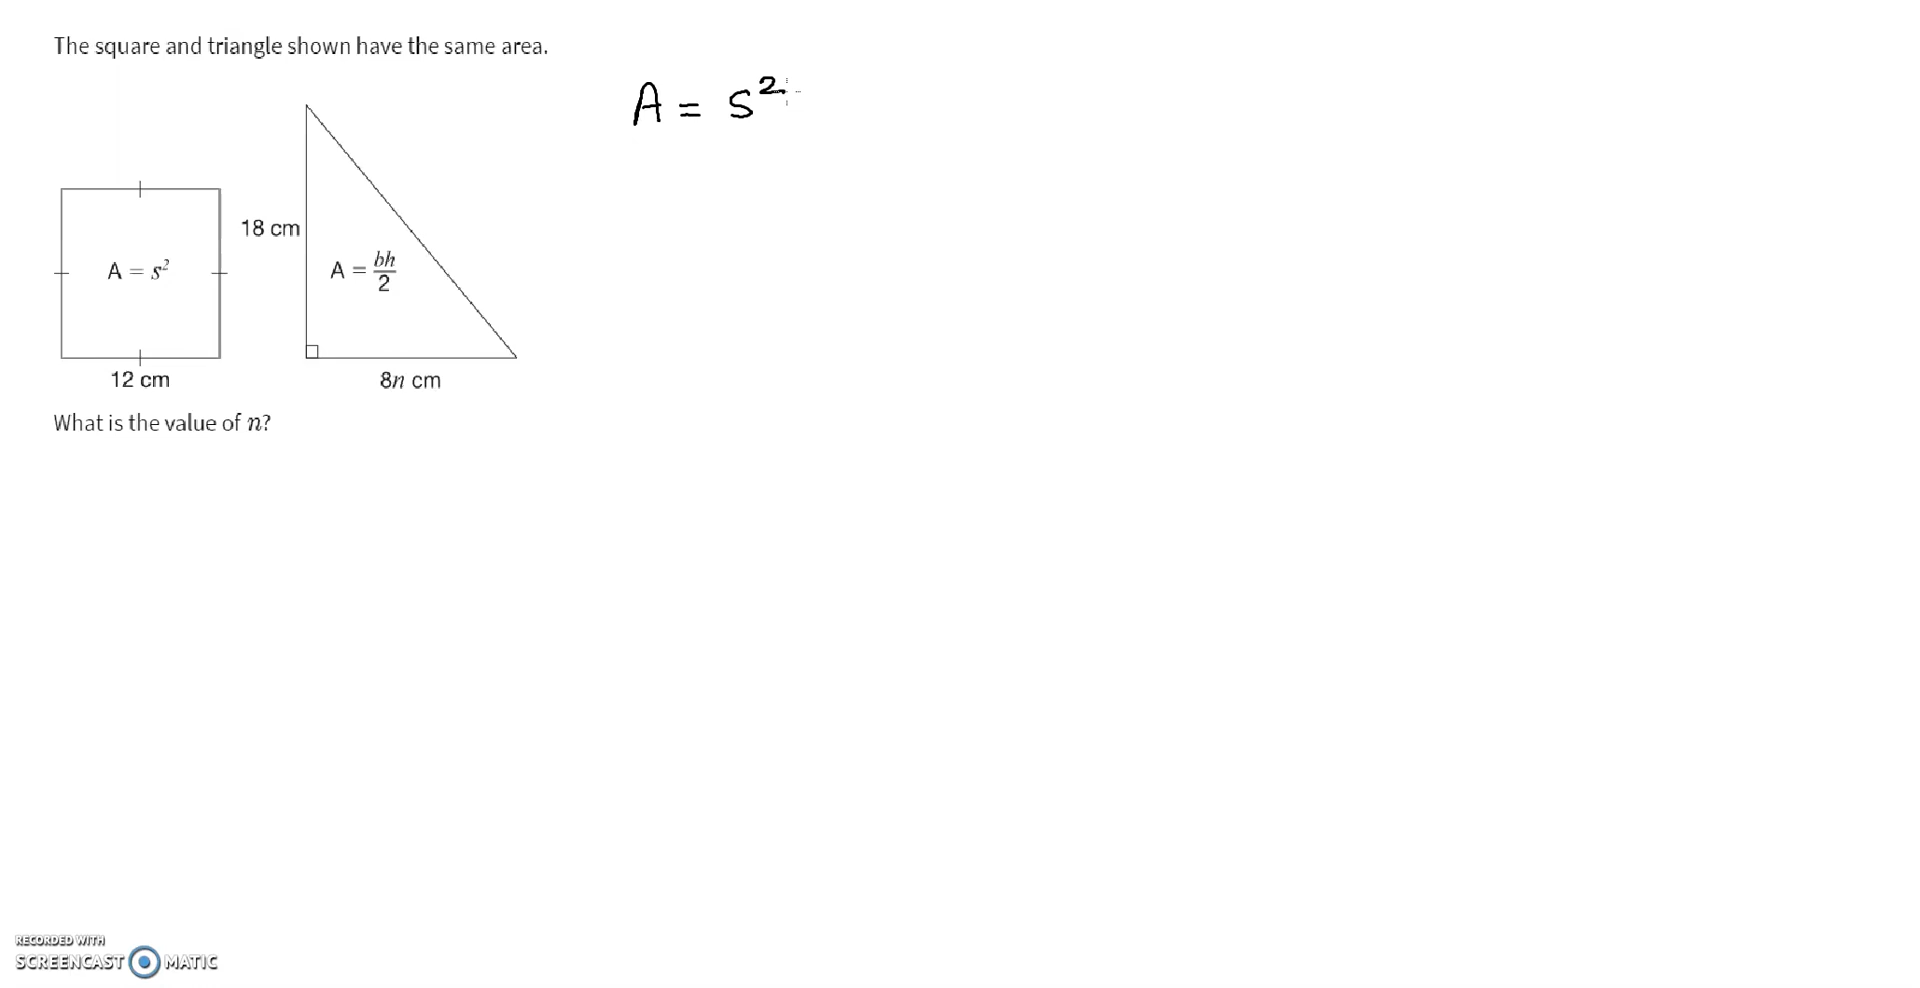 The square and triangle shown have the same area.
A = s²
18 cm
A = s²
A = bh/2
12 cm
8n cm
What is the value of n?
RECORDED WITH
SCREENCAST MATIC